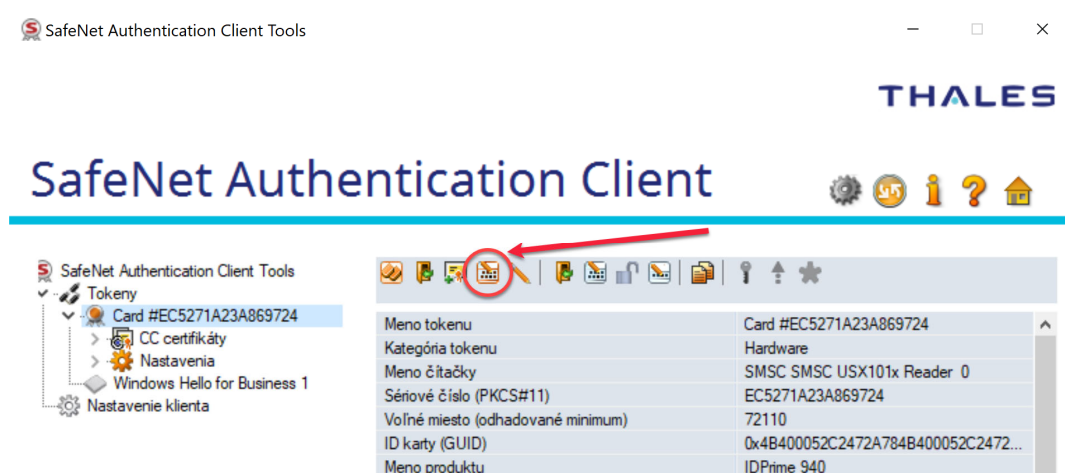 SafeNet Authentication Client Tools
THALES
SafeNet Authentication Client
SafeNet Authentication Client Tools
Tokeny
Card #EC5271A23A869724
CC certifikáty
Nastavenia
Windows Hello for Business 1
Nastavenie klienta
Meno tokenu Card #EC5271A23A869724
Kategória tokenu Hardware
Meno čítačky SMSC SMSC USX101x Reader 0
Sériové číslo (PKCS#11) EC5271A23A869724
Voľné miesto (odhadované minimum) 72110
ID karty (GUID) 0x4B400052C2472A784B400052C2472...
Meno produktu IDPrime 940